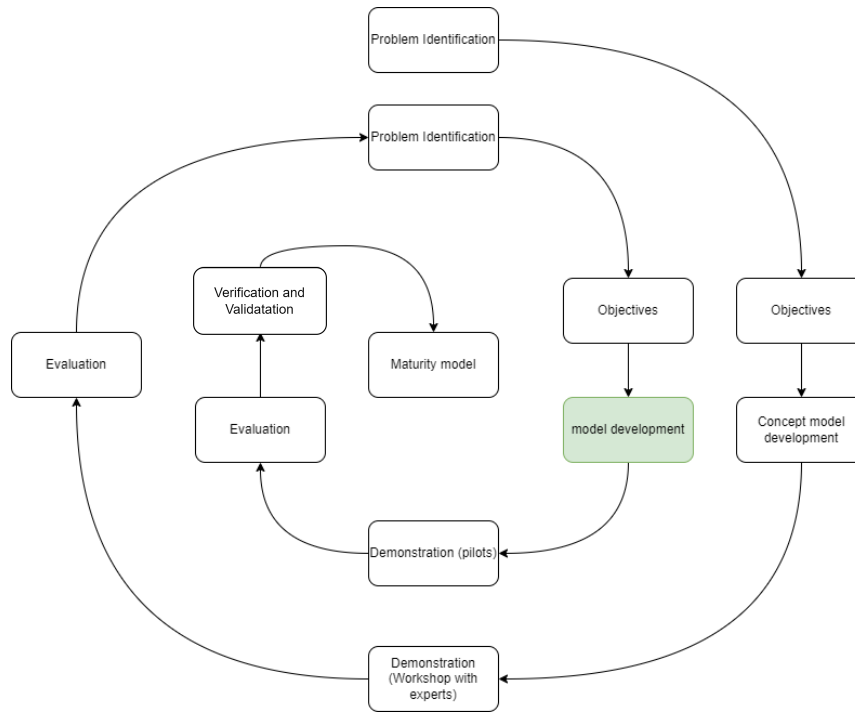 Problem Identification
Problem Identification
Verification and
Validatation
Objectives
Objectives
Evaluation
Maturity model
Evaluation
model development
Concept model
development
Demonstration (pilots)
Demonstration
(Workshop with
experts)